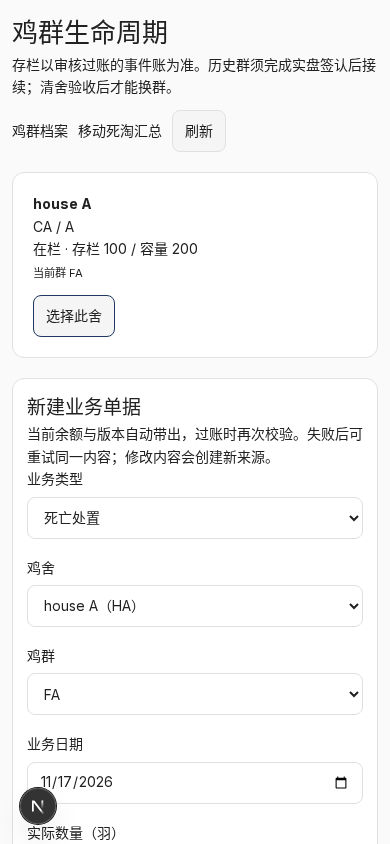 鸡群生命周期
存栏以审核过账的事件账为准。历史群须完成实盘签认后接
续；清舍验收后才能换群。
鸡群档案 移动死淘汇总 刷新
house A
CA / A
在栏 · 存栏 100 / 容量 200
当前群 FA
选择此舍
新建业务单据
当前余额与版本自动带出，过账时再次校验。失败后可
重试同一内容；修改内容会创建新来源。
业务类型
死亡处置
鸡舍
house A（HA）
鸡群
FA
业务日期
11/17/2026
N
实际数量（羽）